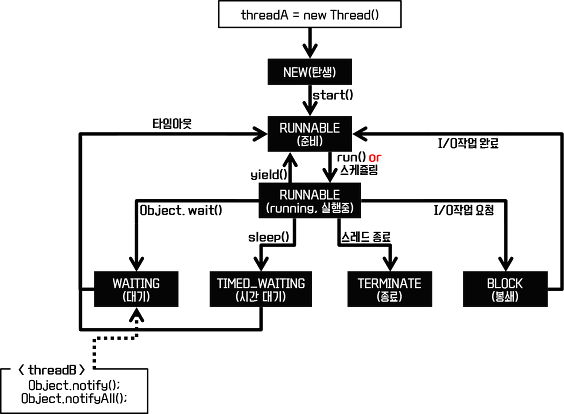 threadA = new Thread()
NEW(탄생)
start()
타임아웃
RUNNABLE
(준비)
I/O작업 완료
run() or
스케줄링
yield()
RUNNABLE
(running, 실행중)
Object. wait()
I/O작업 요청
sleep()
스레드 종료
WAITING
(대기)
TIMED_WAITING
(시간 대기)
TERMINATE
(종료)
BLOCK
(봉쇄)
< threadB >
Object.notify();
Object.notifyAll();